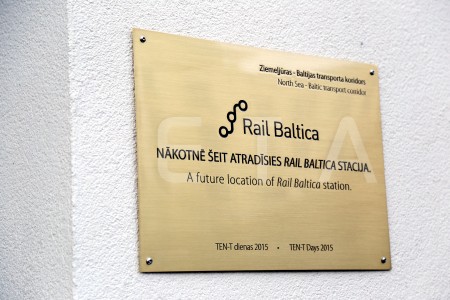 Ziemeļjūras - Baltijas transporta koridors
North Sea - Baltic transport corridor
Rail Baltica
NĀKOTNĒ ŠEIT ATRADĪSIES RAIL BALTICA STACIJA.
A future location of Rail Baltica station.
TEN-T dienas 2015 • TEN-T Days 2015